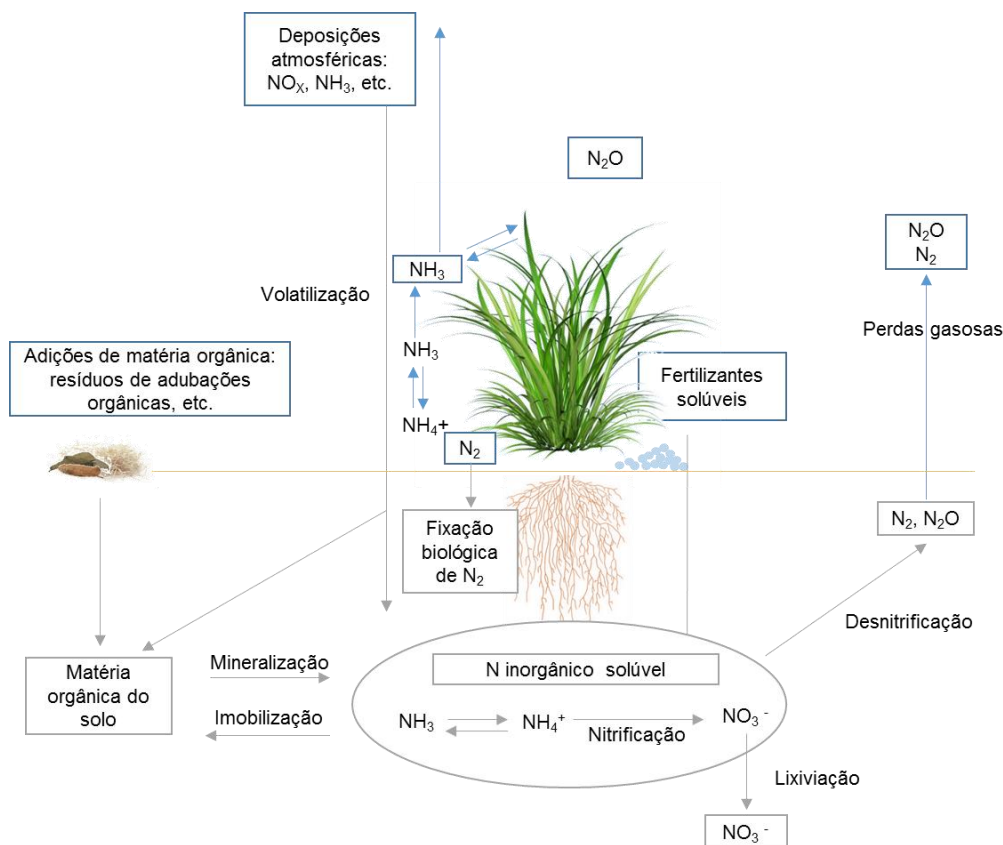 Deposições
atmosféricas:
NOX, NH3, etc.
N2O
N2O
N2
NH3
Volatilização
Perdas gasosas
Adições de matéria orgânica:
resíduos de adubações
orgânicas, etc.
NH3
Fertilizantes
solúveis
NH4+
N2
N2, N2O
Fixação
biológica
de N2
Desnitrificação
Matéria
orgânica do
solo
Mineralização
Imobilização
N inorgânico solúvel
NH3
NH4+
Nitrificação
NO3 -
Lixiviação
NO3 -